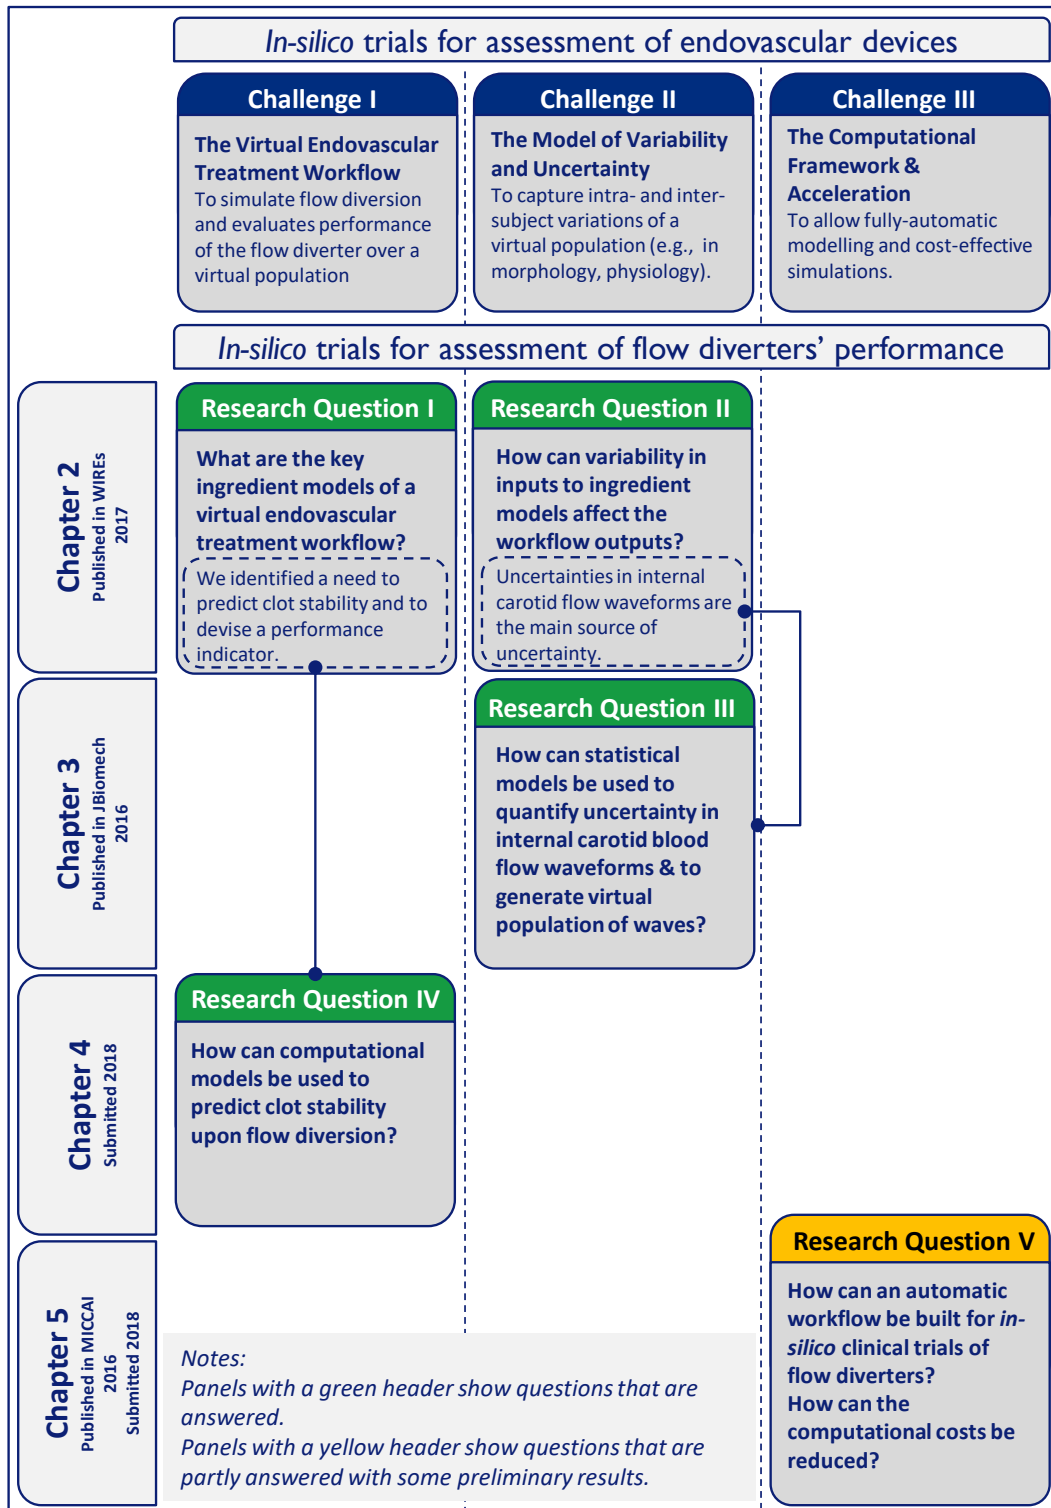 In-silico trials for assessment of endovascular devices
Challenge I
The Virtual Endovascular
Treatment Workflow
To simulate flow diversion
and evaluates performance
of the flow diverter over a
virtual population
Challenge II
The Model of Variability
and Uncertainty
To capture intra- and inter-
subject variations of a
virtual population (e.g., in
morphology, physiology).
Challenge III
The Computational
Framework &
Acceleration
To allow fully-automatic
modelling and cost-effective
simulations.
In-silico trials for assessment of flow diverters' performance
Chapter 2
Published in WIREs
2017
Research Question I
What are the key
ingredient models of a
virtual endovascular
treatment workflow?
We identified a need to
predict clot stability and to
devise a performance
indicator.
Research Question II
How can variability in
inputs to ingredient
models affect the
workflow outputs?
Uncertainties in internal
carotid flow waveforms are
the main source of
uncertainty.
Chapter 3
Published in JBiomech
2016
Research Question III
How can statistical
models be used to
quantify uncertainty in
internal carotid blood
flow waveforms & to
generate virtual
population of waves?
Chapter 4
Submitted 2018
Research Question IV
How can computational
models be used to
predict clot stability
upon flow diversion?
Chapter 5
Published in MICCAI
2016
Submitted 2018
Research Question V
How can an automatic
workflow be built for in-
silico clinical trials of
flow diverters?
How can the
computational costs be
reduced?
Notes:
Panels with a green header show questions that are
answered.
Panels with a yellow header show questions that are
partly answered with some preliminary results.